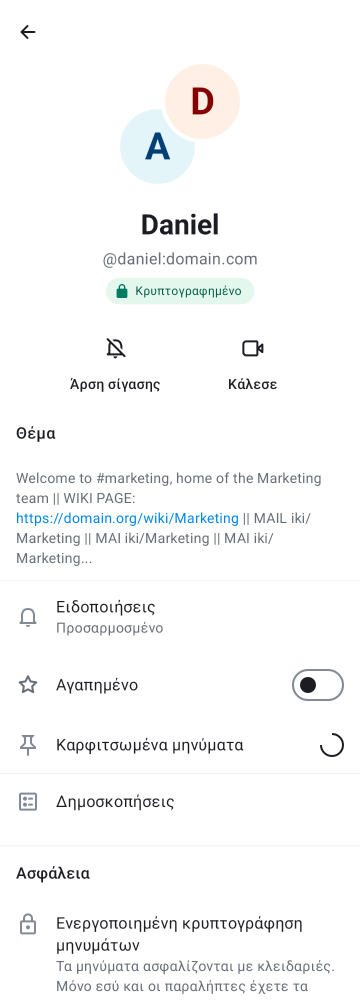 D
A
Daniel
@daniel:domain.com
Κρυπτογραφημένο
Άρση σίγασης
Κάλεσε
Θέμα
Welcome to #marketing, home of the Marketing
team || WIKI PAGE:
https://domain.org/wiki/Marketing || MAIL iki/
Marketing || MAI iki/Marketing || MAI iki/
Marketing...
Ειδοποιήσεις
Προσαρμοσμένο
Αγαπημένο
Καρφιτσωμένα μηνύματα
Δημοσκοπήσεις
Ασφάλεια
Ενεργοποιημένη κρυπτογράφηση
μηνυμάτων
Τα μηνύματα ασφαλίζονται με κλειδαριές.
Μόνο εσύ και οι παραλήπτες έχετε τα